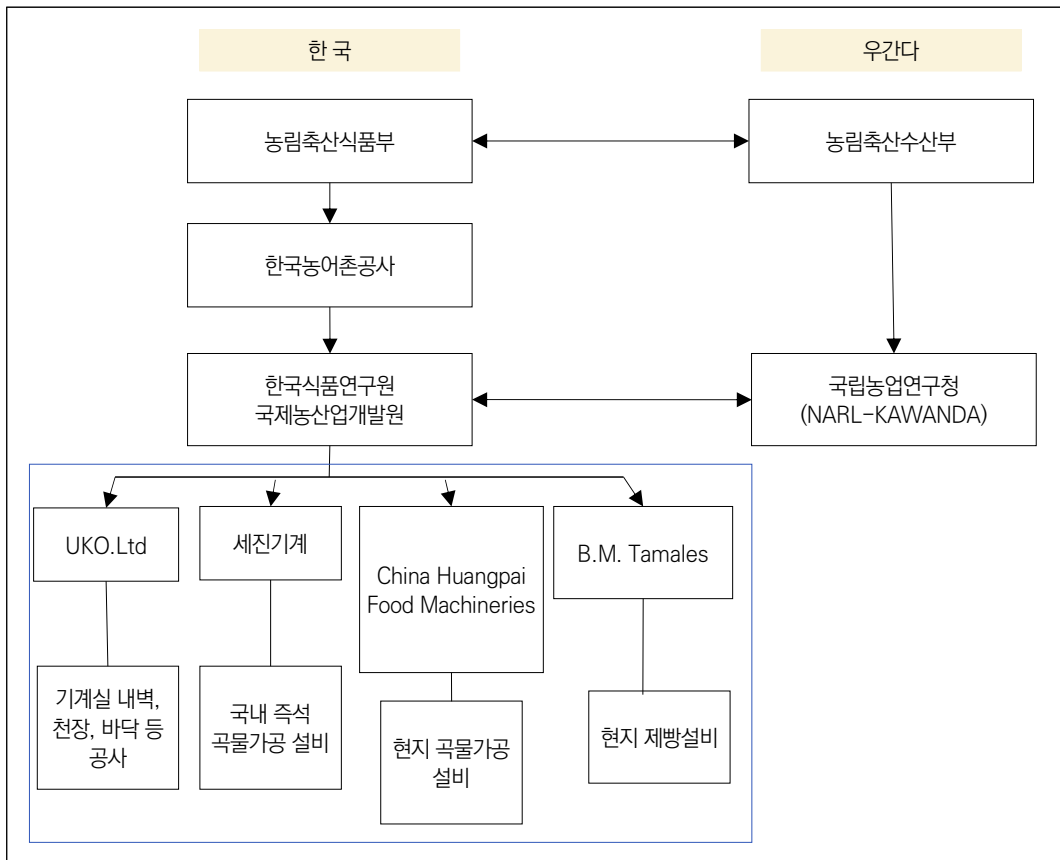 한 국
우간다
농림축산식품부
농림축산수산부
한국농어촌공사
한국식품연구원
국제농산업개발원
국립농업연구청
(NARL-KAWANDA)
UKO.Ltd
세진기계
China Huangpai
Food Machineries
B.M. Tamales
기계실 내벽,
천장, 바닥 등
공사
국내 즉석
곡물가공 설비
현지 곡물가공
설비
현지 제빵설비